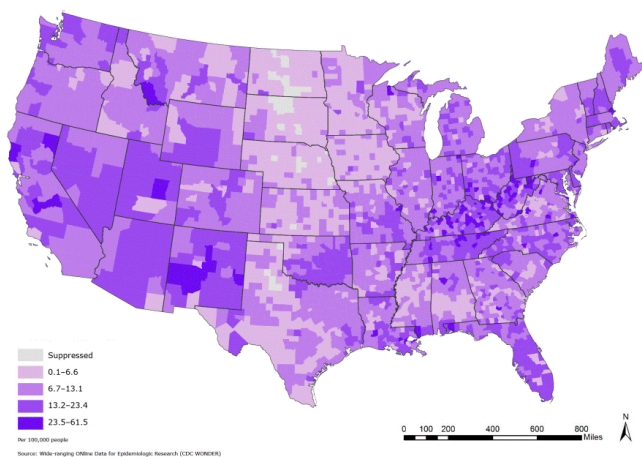 Suppressed
0.1–6.6
6.7–13.1
13.2–23.4
23.5–61.5
Per 100,000 people
Source: Wide-ranging ONline Data for Epidemiologic Research (CDC WONDER)
N
0 100 200 400 600 800
Miles